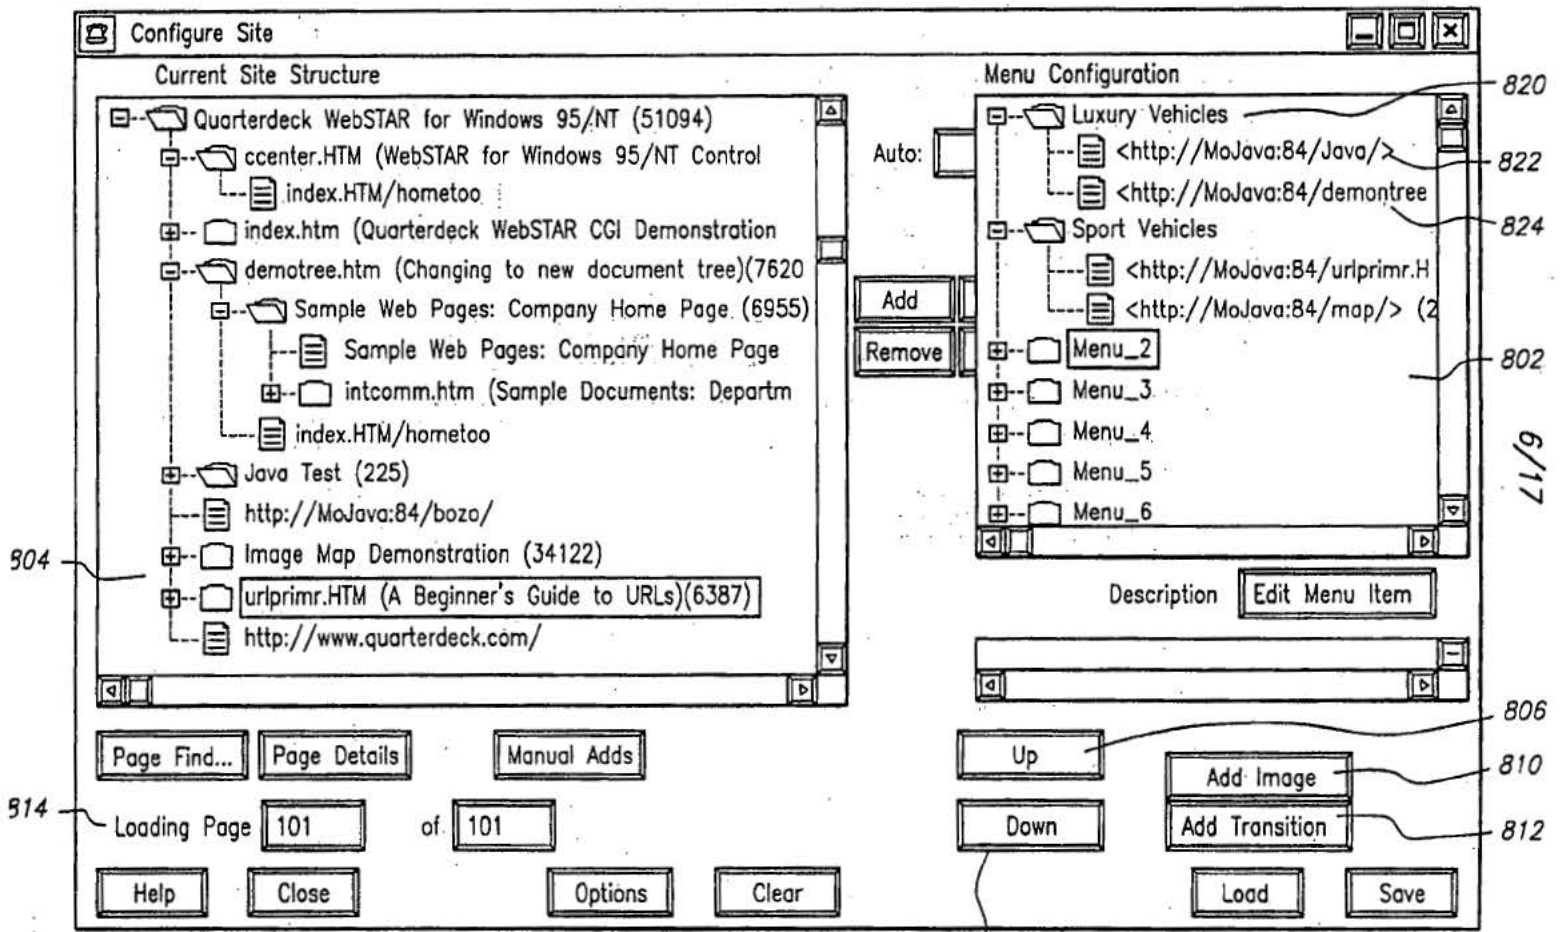 Configure Site
Current Site Structure
Menu Configuration
Quarterdeck WebSTAR for Windows 95/NT (51094)
ccenter.HTM (WebSTAR for Windows 95/NT Control
index.HTM/hometoo
index.htm (Quarterdeck WebSTAR CGI Demonstration
demotree.htm (Changing to new document tree)(7620
Sample Web Pages: Company Home Page (6955)
Sample Web Pages: Company Home Page
intcomm.htm (Sample Documents: Departm
index.HTM/hometoo
Java Test (225)
http://MoJava:84/bozo/
Image Map Demonstration (34122)
urlprimr.HTM (A Beginner's Guide to URLs)(6387)
http://www.quarterdeck.com/
804
Auto:
Add
Remove
Luxury Vehicles
<http://MoJava:84/Java/>
<http://MoJava:84/demontree
Sport Vehicles
<http://MoJava:84/urlprimr.H
<http://MoJava:84/map/> (2
Menu_2
Menu_3
Menu_4
Menu_5
Menu_6
820
822
824
802
6/17
Description
Edit Menu Item
Page Find...
Page Details
Manual Adds
Up
806
Add Image
810
814
Loading Page
101
of
101
Down
Add Transition
812
Help
Close
Options
Clear
Load
Save